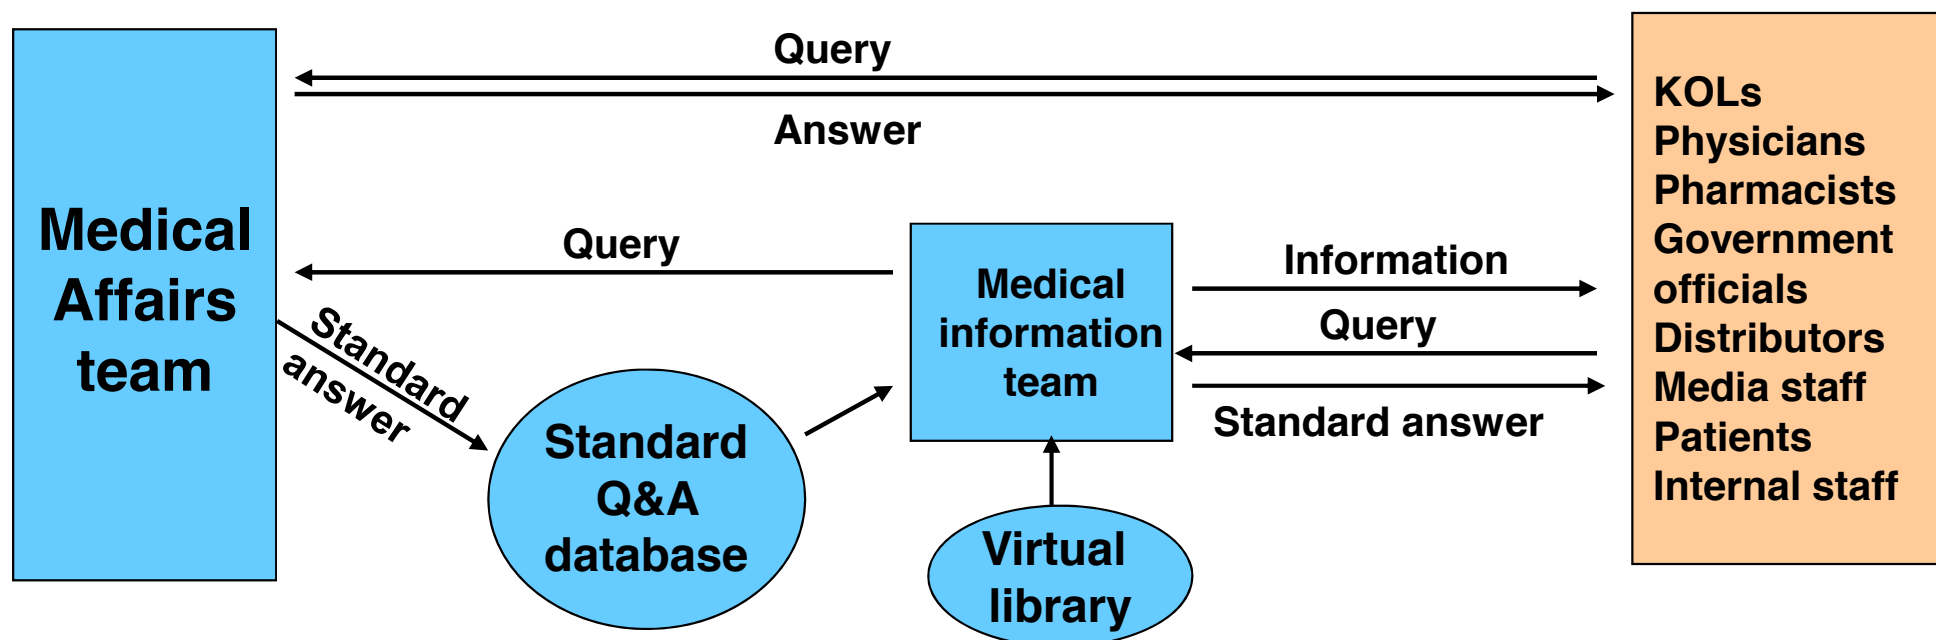 Query
Answer
Medical
Affairs
team
Query
Standard
answer
Standard
Q&A
database
Medical
information
team
Virtual
library
Information
Query
Standard answer
KOLs
Physicians
Pharmacists
Government
officials
Distributors
Media staff
Patients
Internal staff